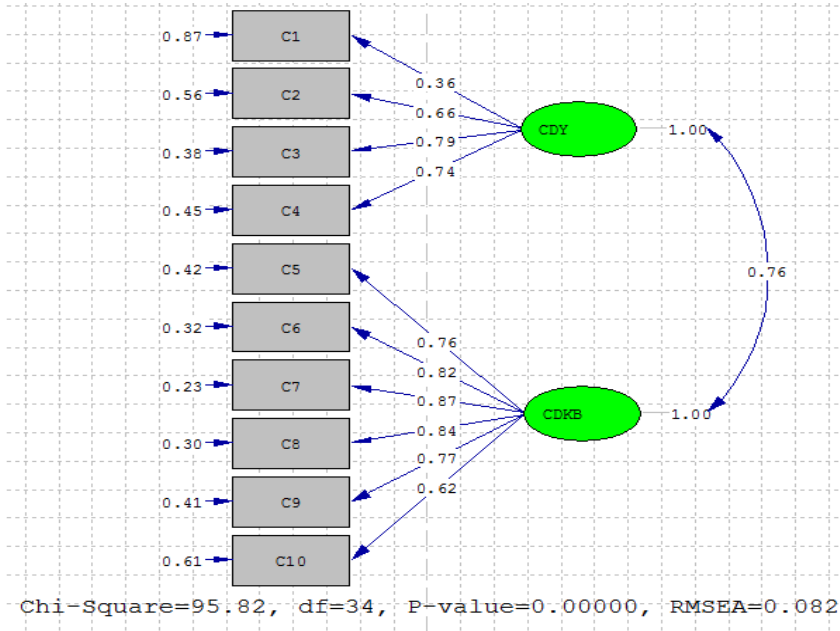 0.87 C1
0.36
0.56 C2
0.66
CDY 1.00
0.79
0.38 C3
0.74
0.45 C4
0.42 C5
0.76
0.32 C6
0.76
0.82
0.23 C7
0.87
CDKB 1.00
0.84
0.30 C8
0.77
0.62
0.41 C9
0.61 C10
Chi-Square=95.82, df=34, P-value=0.00000, RMSEA=0.082